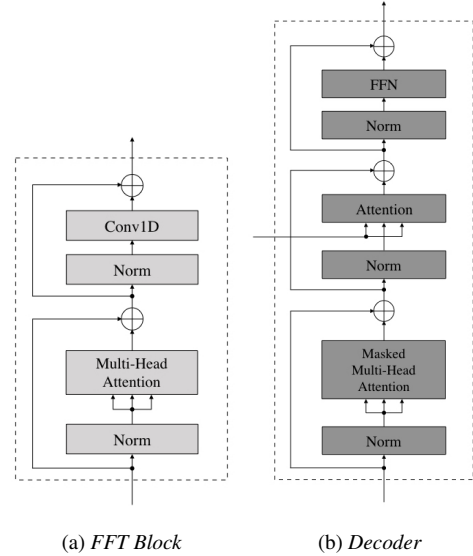 Conv1D
Norm
Multi-Head
Attention
Norm
(a) FFT Block
FFN
Norm
Attention
Norm
Masked
Multi-Head
Attention
Norm
(b) Decoder